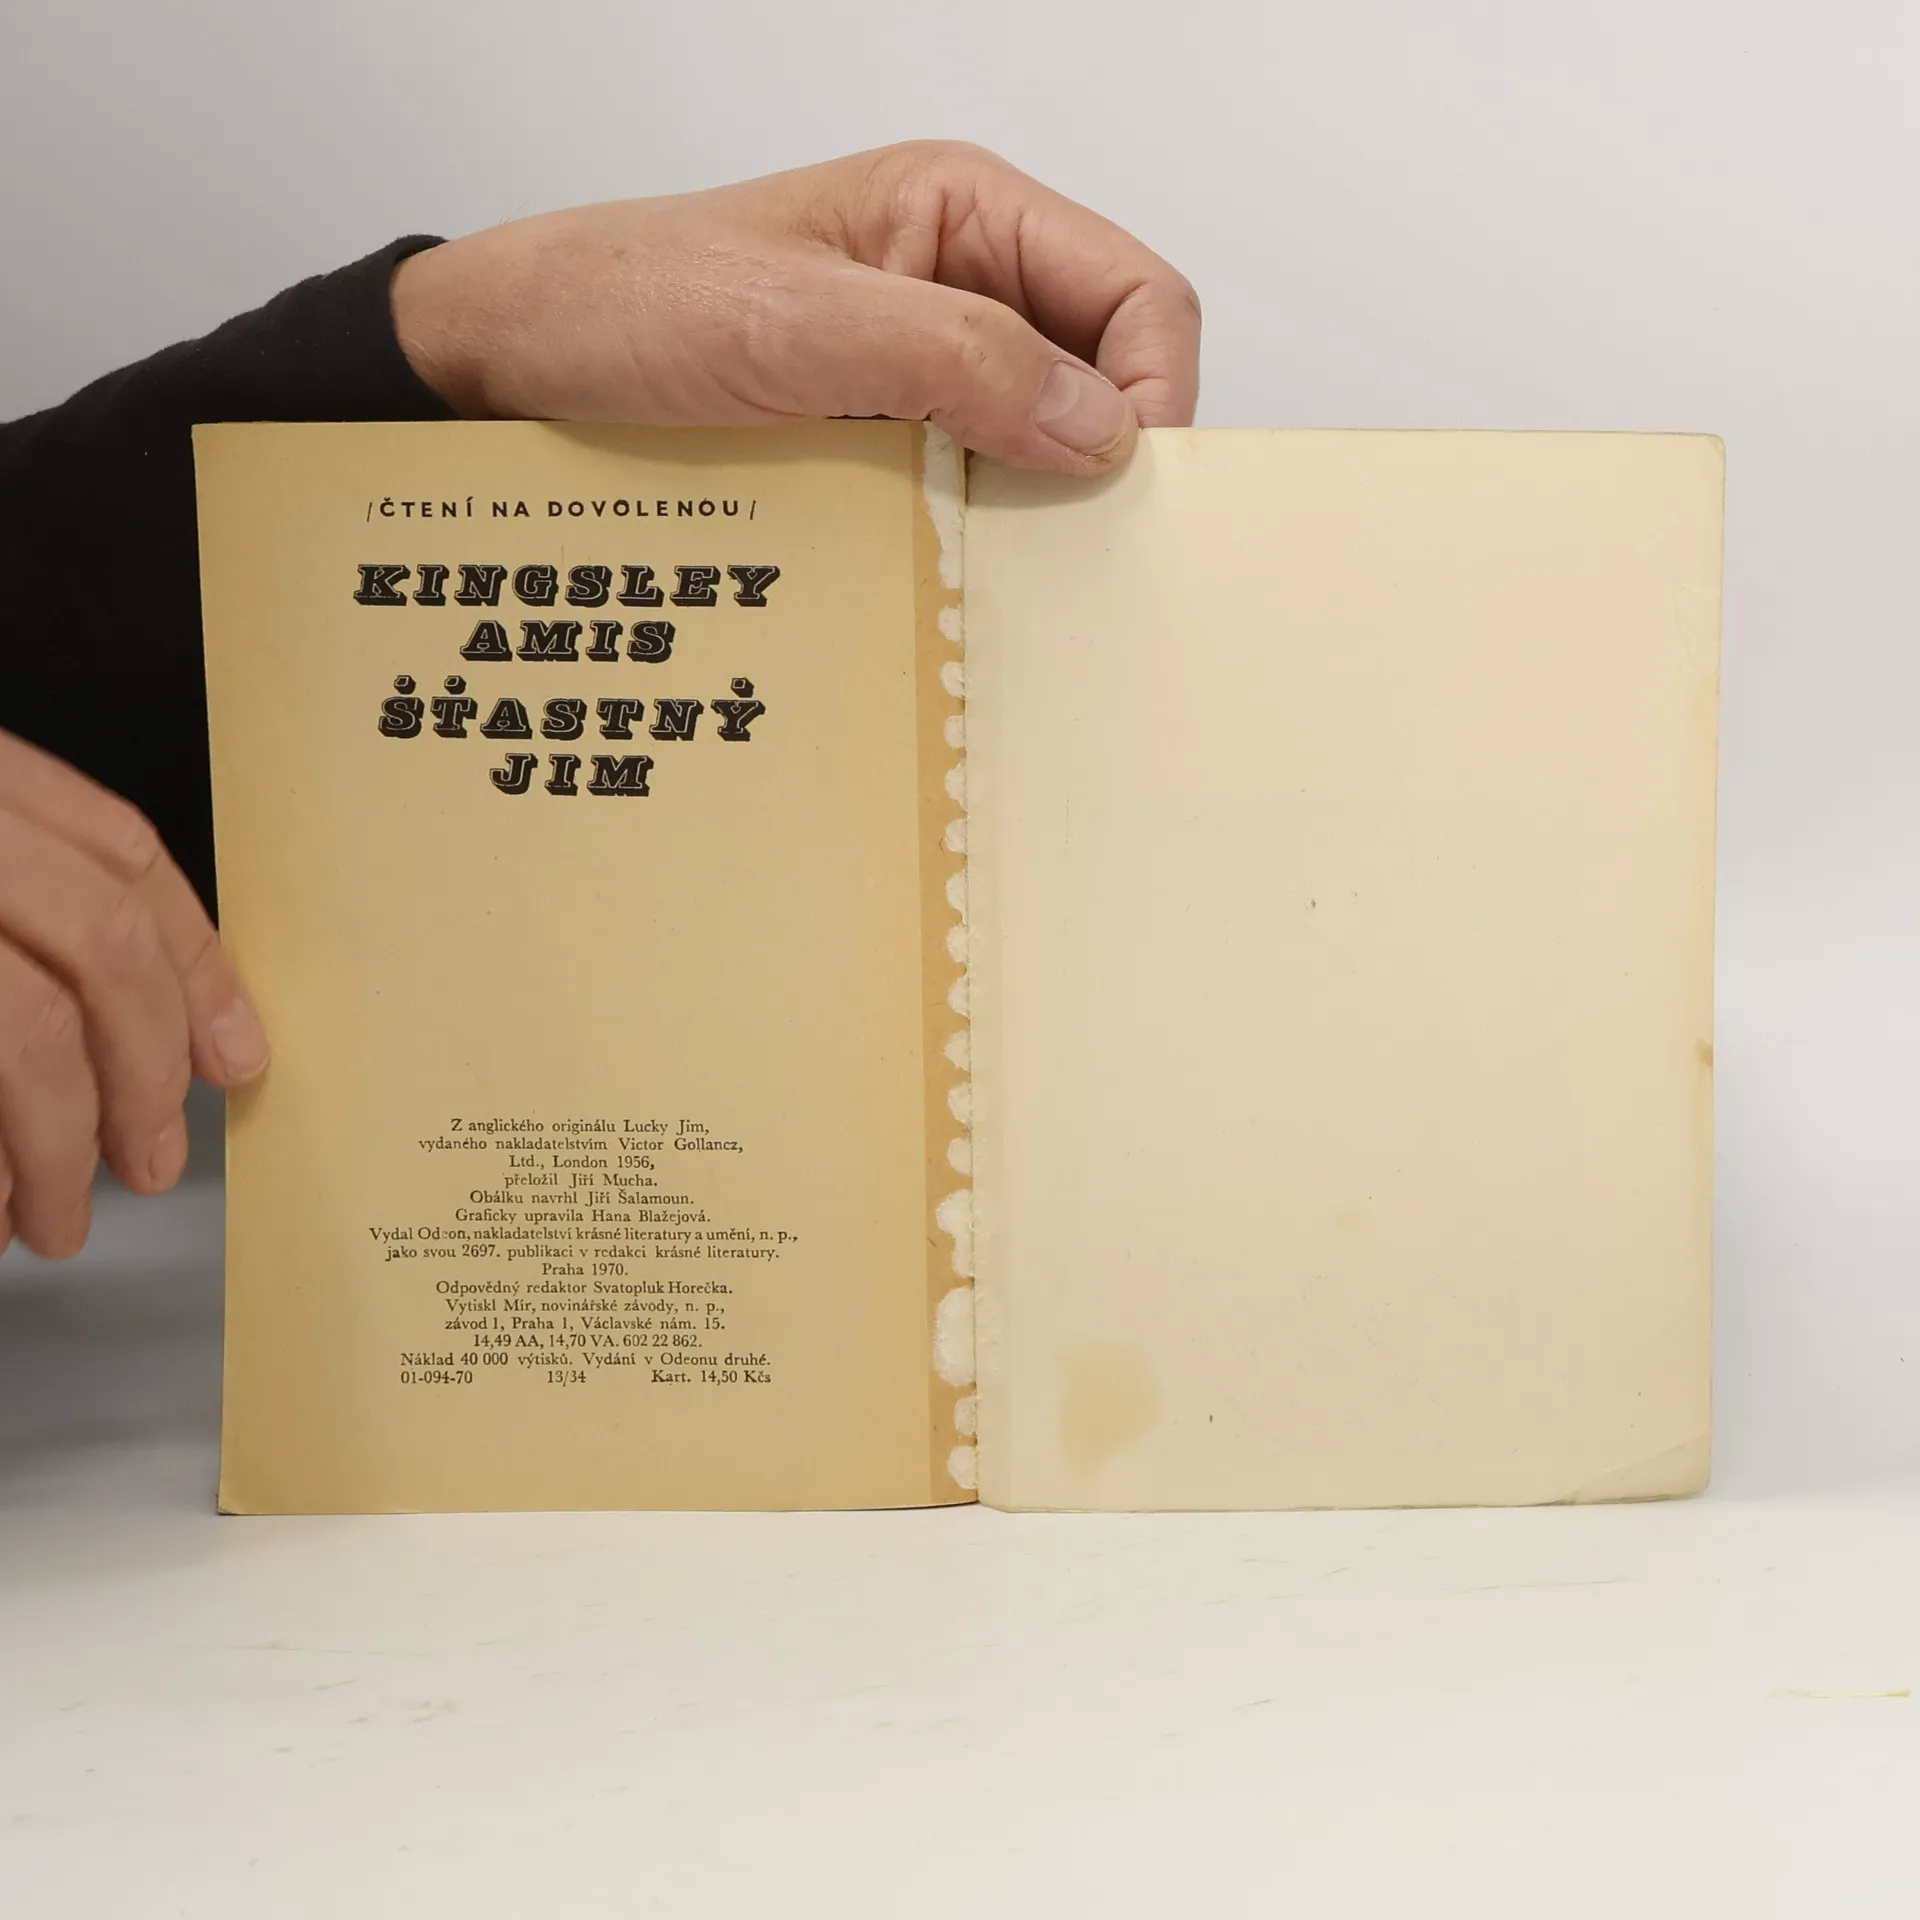 /ČTENÍ NA DOVOLENOU/
KINGSLEY
AMIS
ŠŤASTNÝ
JIM
Z anglického originálu Lucky Jim,
vydaného nakladatelstvím Victor Gollancz,
Ltd., London 1956,
přeložil Jiří Mucha.
Obálku navrhl Jiří Šalamoun.
Graficky upravila Hana Blažejová.
Vydal Odeon, nakladatelství krásné literatury a umění, n. p.,
jako svou 2697. publikaci v redakci krásné literatury.
Praha 1970.
Odpovědný redaktor Svatopluk Horečka.
Vytiskl Mír, novinářské závody, n. p.,
závod 1, Praha 1, Václavské nám. 15.
14,49 AA, 14,70 VA. 602 22 862.
Náklad 40 000 výtisků. Vydání v Odeonu druhé.
01-094-70 13/34 Kart. 14,50 Kčs